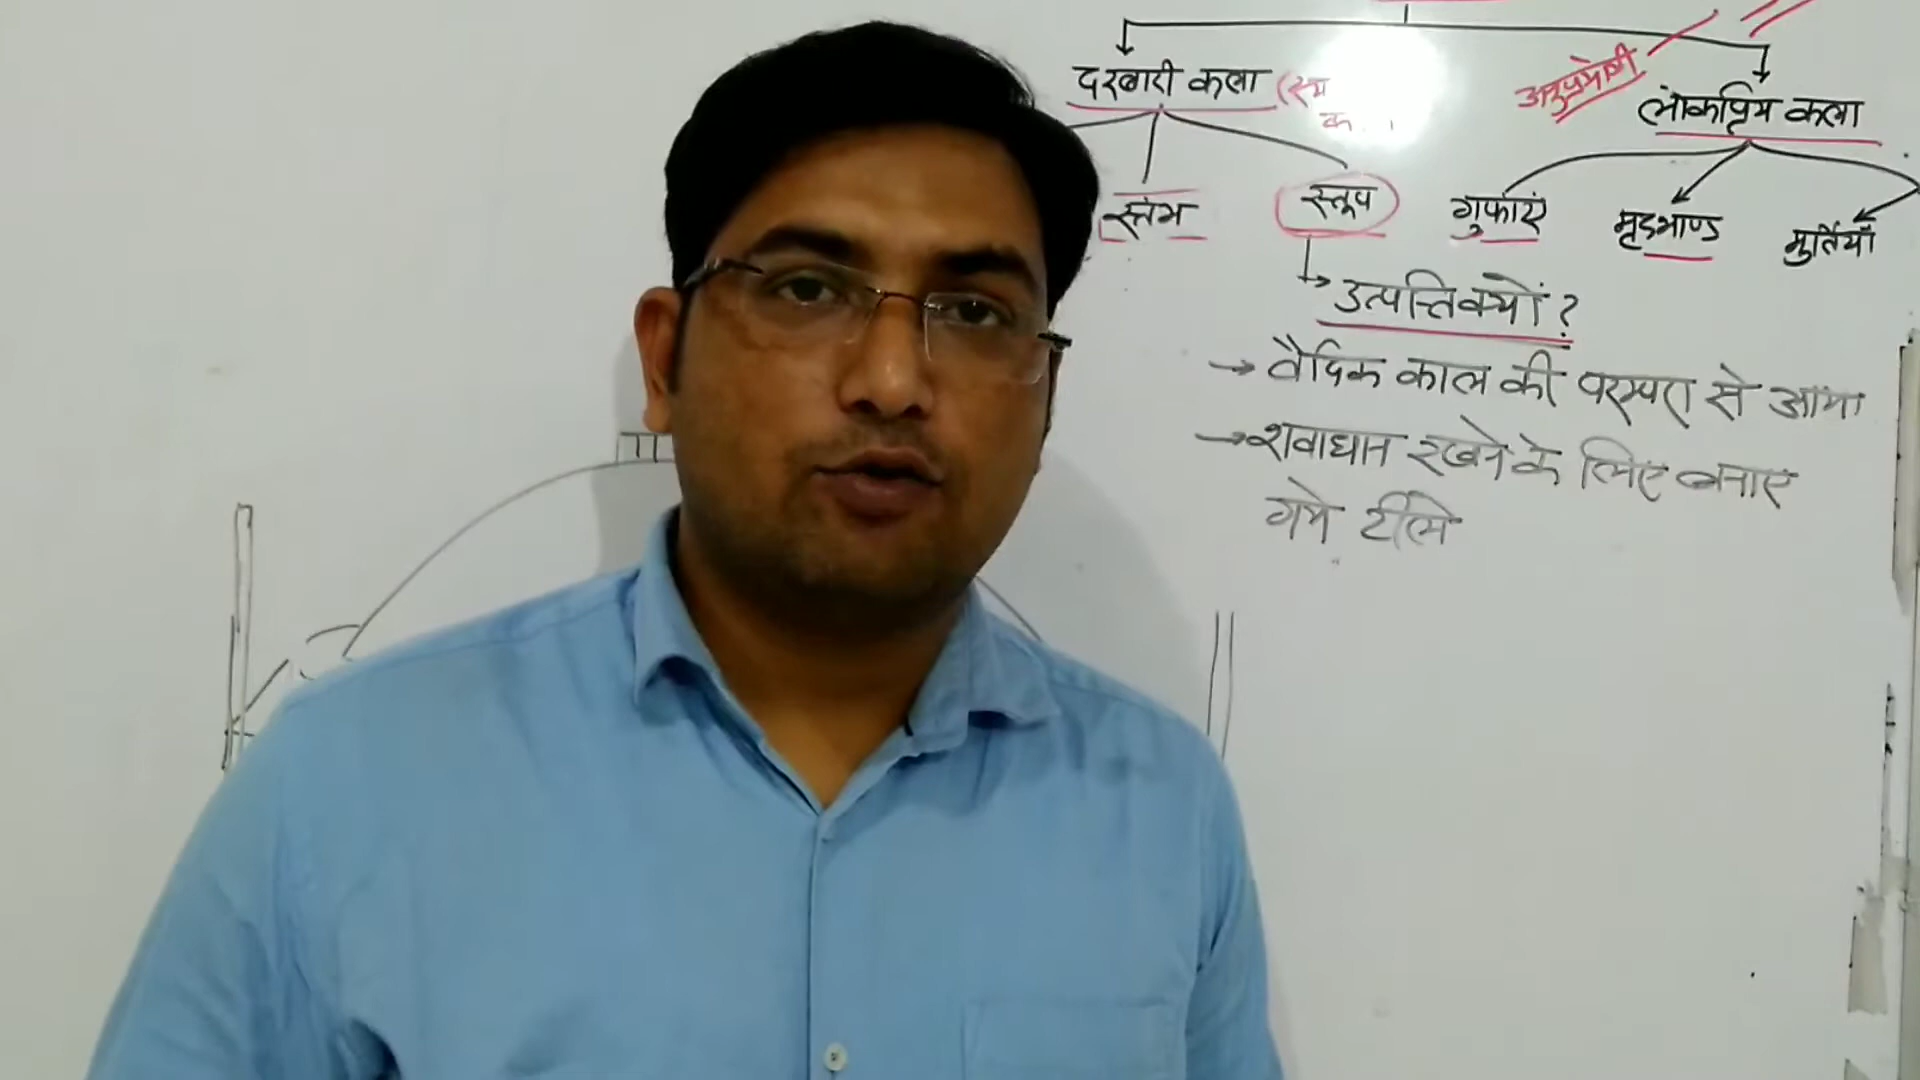 दरबारी कला (स्म
क
अनुप्रयोगी
लोकप्रिय कला
स्तंभ स्तूप गुफाएं मृदभाण्ड मुर्तियाँ
उत्पत्ति क्यों?
→ वैदिक काल की परम्परा से आया
→ शवाधान रखने के लिए बनाए
गये टीले